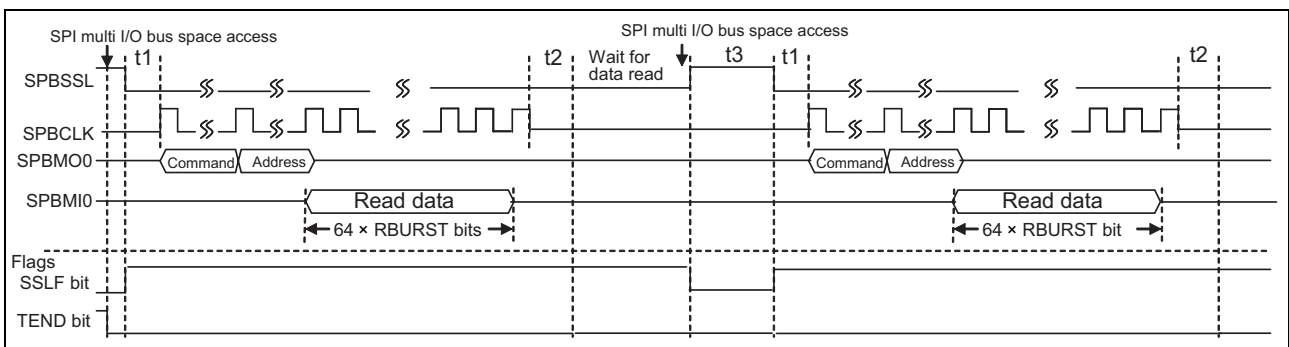 SPI multi I/O bus space access
SPI multi I/O bus space access
t1
t2
Wait for
data read
t3
t1
t2
SPBSSL
SPBCLK
SPBMO0
Command
Address
Command
Address
SPBMI0
Read data
Read data
64 × RBURST bits
64 × RBURST bit
Flags
SSLF bit
TEND bit